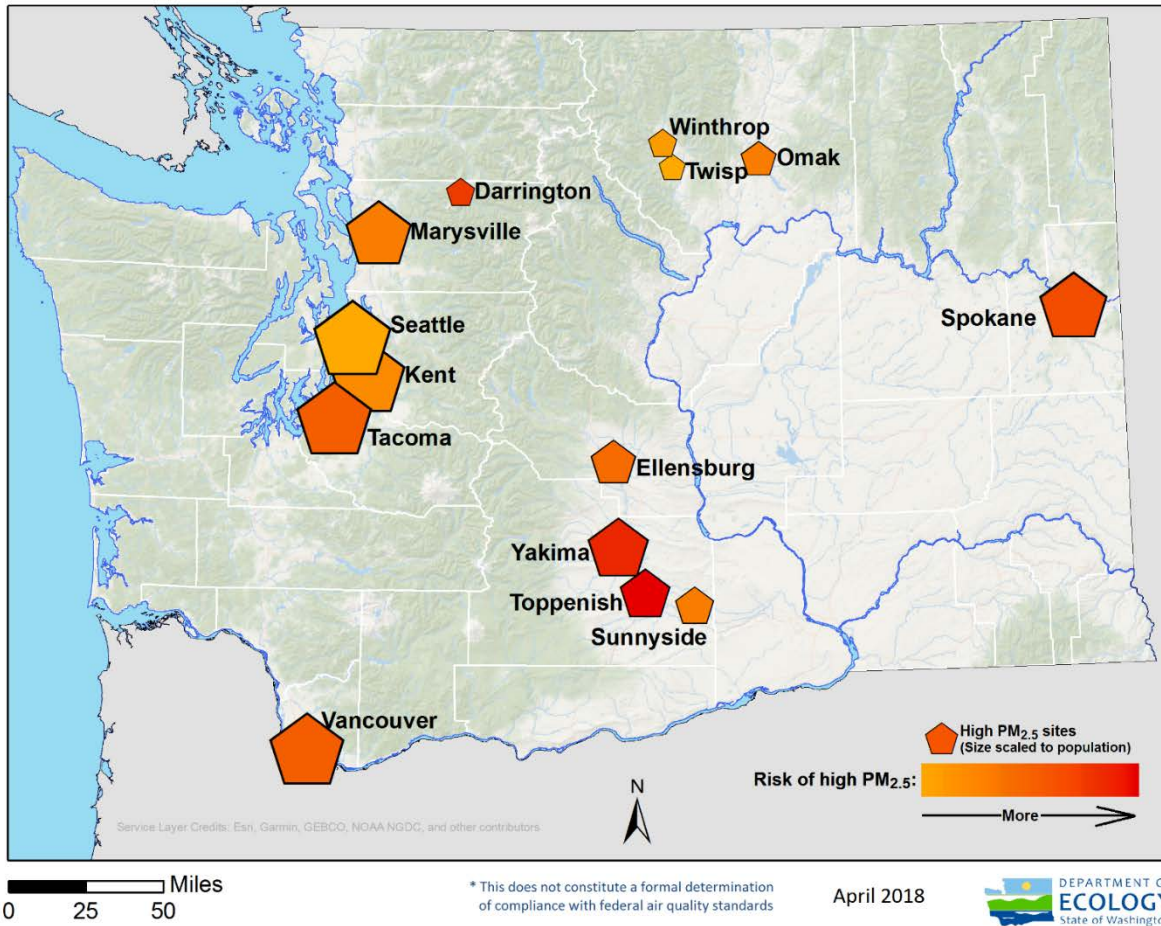 Winthrop
Twisp
Omak
Darrington
Marysville
Seattle
Spokane
Kent
Tacoma
Ellensburg
Yakima
Toppenish
Sunnyside
Vancouver
High PM2.5 sites
(Size scaled to population)
Risk of high PM2.5:
More
N
Service Layer Credits: Esri, Garmin, GEBCO, NOAA NGDC, and other contributors
Miles
0 25 50
* This does not constitute a formal determination
of compliance with federal air quality standards
April 2018
DEPARTMENT O
ECOLOGY
State of Washingto